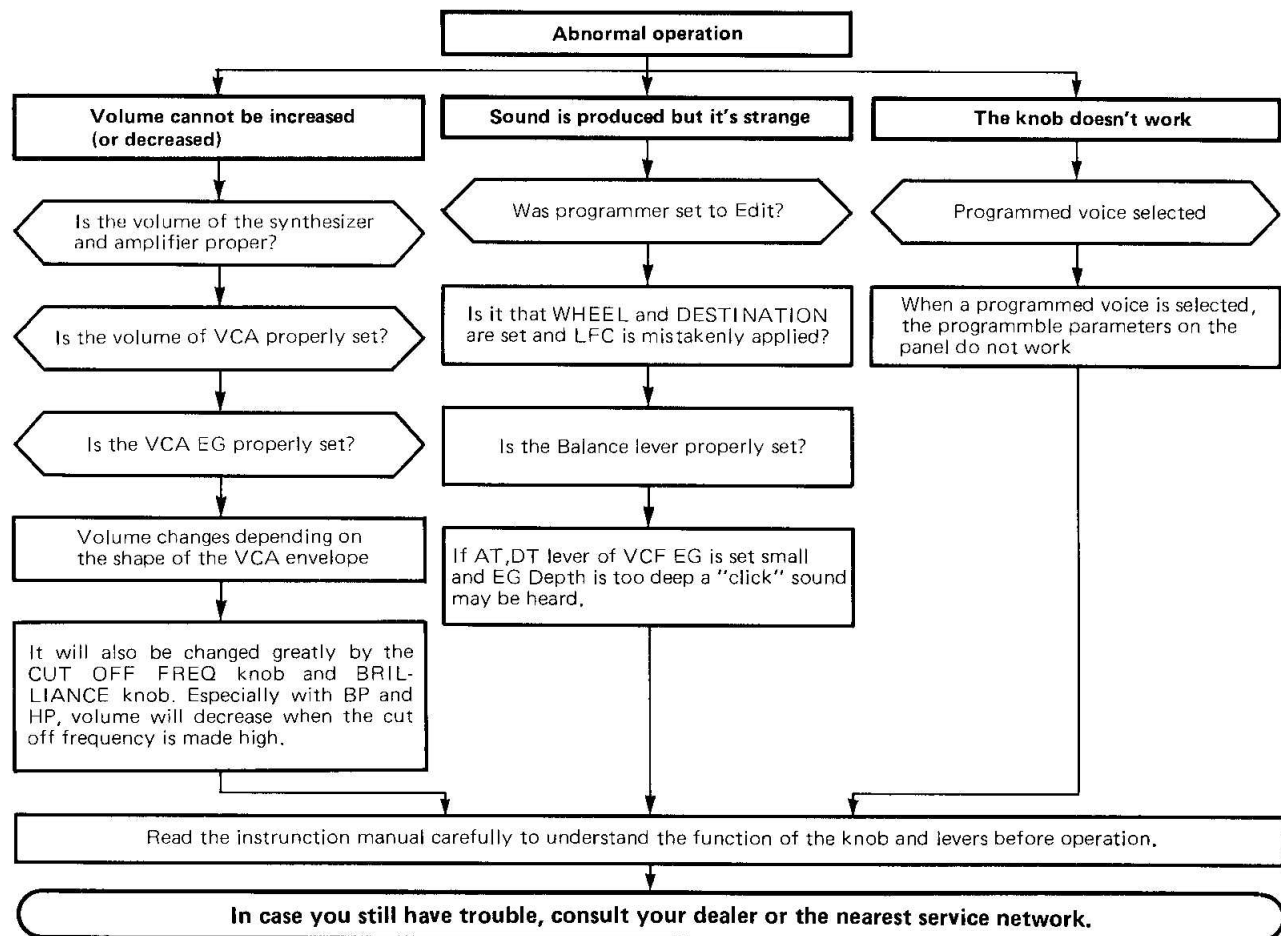 Abnormal operation
Volume cannot be increased
(or decreased)
Is the volume of the synthesizer
and amplifier proper?
Is the volume of VCA properly set?
Is the VCA EG properly set?
Volume changes depending on
the shape of the VCA envelope
It will also be changed greatly by the
CUT OFF FREQ knob and BRIL-
LIANCE knob. Especially with BP and
HP, volume will decrease when the cut
off frequency is made high.
Sound is produced but it's strange
Was programmer set to Edit?
Is it that WHEEL and DESTINATION
are set and LFC is mistakenly applied?
Is the Balance lever properly set?
If AT,DT lever of VCF EG is set small
and EG Depth is too deep a "click" sound
may be heard.
The knob doesn't work
Programmed voice selected
When a programmed voice is selected,
the programmble parameters on the
panel do not work
Read the instrunction manual carefully to understand the function of the knob and levers before operation.
In case you still have trouble, consult your dealer or the nearest service network.